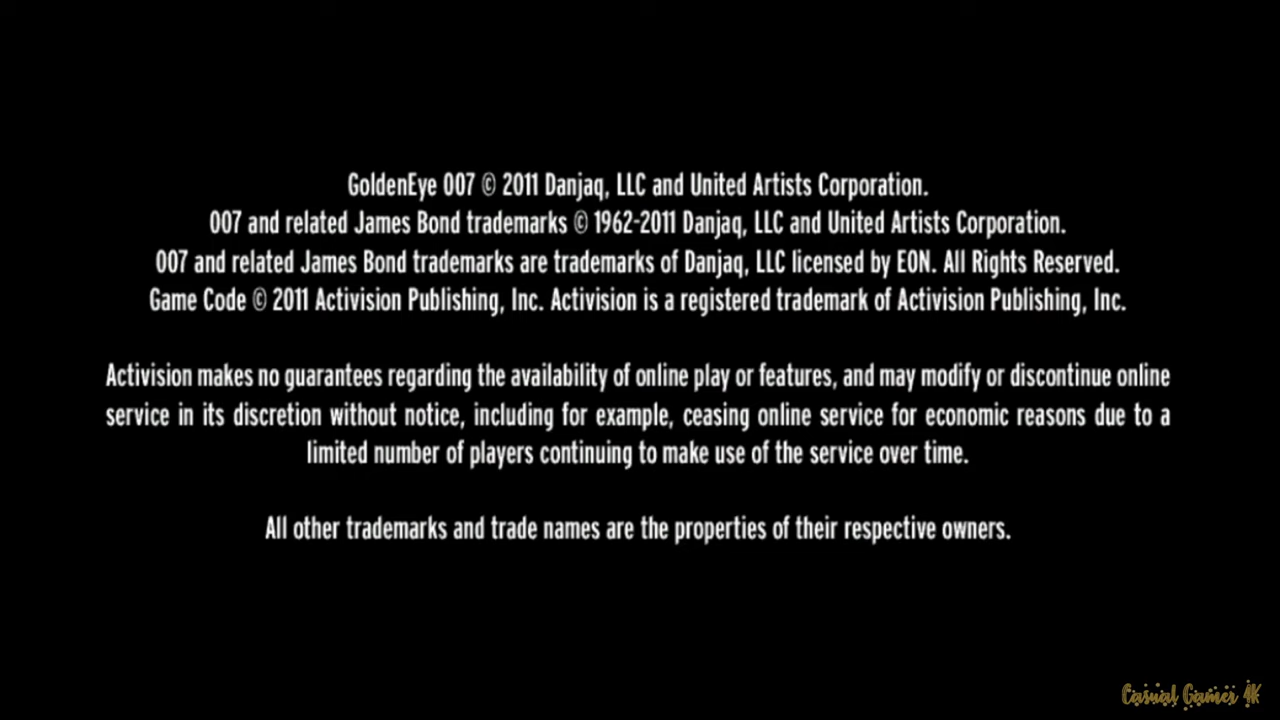 GoldenEye 007 © 2011 Danjaq, LLC and United Artists Corporation.
007 and related James Bond trademarks © 1962-2011 Danjaq, LLC and United Artists Corporation.
007 and related James Bond trademarks are trademarks of Danjaq, LLC licensed by EON. All Rights Reserved.
Game Code © 2011 Activision Publishing, Inc. Activision is a registered trademark of Activision Publishing, Inc.
Activision makes no guarantees regarding the availability of online play or features, and may modify or discontinue online
service in its discretion without notice, including for example, ceasing online service for economic reasons due to a
limited number of players continuing to make use of the service over time.
All other trademarks and trade names are the properties of their respective owners.
Casual Gamer 4K